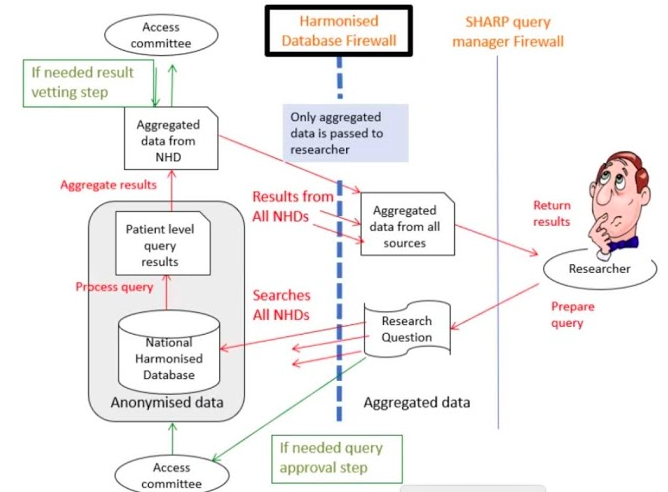 Access
committee
Harmonised
Database Firewall
SHARP query
manager Firewall
If needed result
vetting step
Aggregated
data from
NHD
Only aggregated
data is passed to
researcher
Aggregate results
Results from
All NHDs
Aggregated
data from all
sources
Return
results
Patient level
query
results
Researcher
Process query
Searches
All NHDs
Research
Question
Prepare
query
National
Harmonised
Database
Anonymised data
Aggregated data
If needed query
approval step
Access
committee